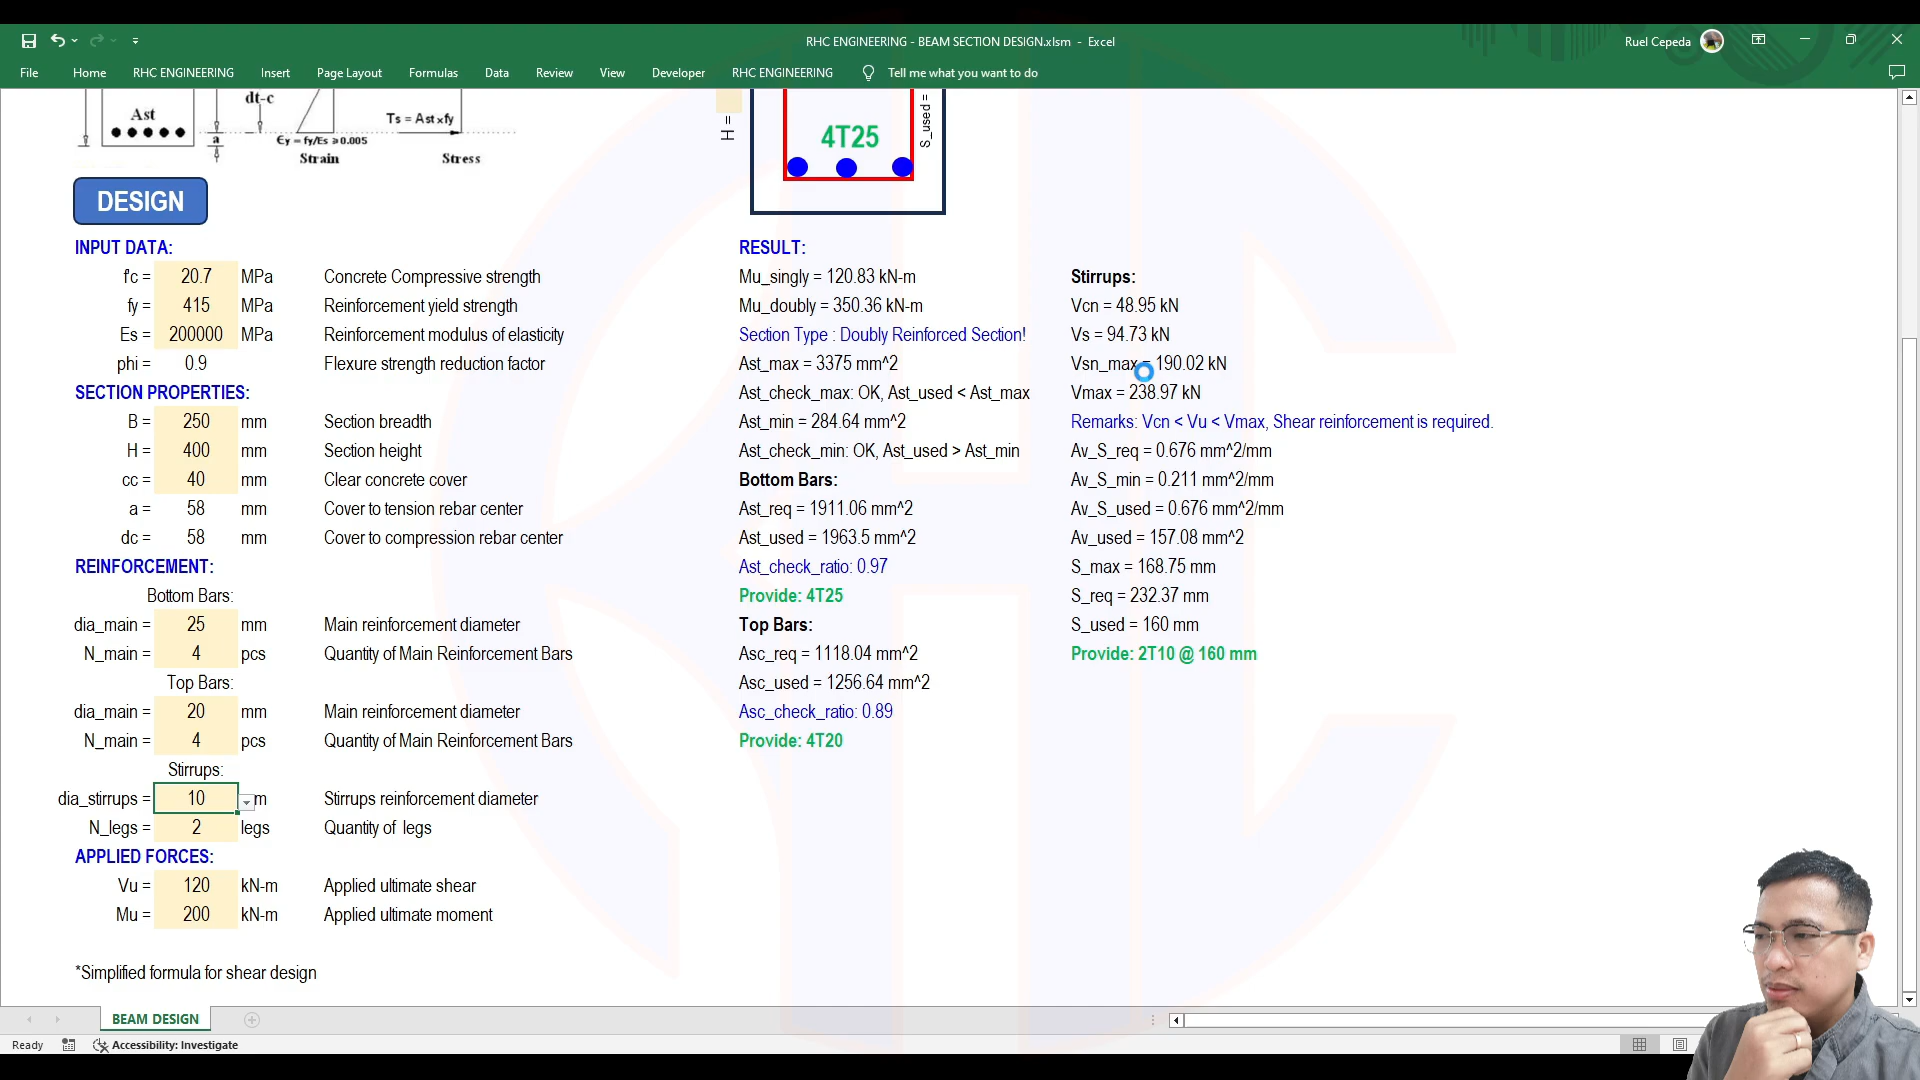 RHC ENGINEERING - BEAM SECTION DESIGN.xlsm - Excel
Ruel Cepeda
File Home RHC ENGINEERING Insert Page Layout Formulas Data Review View Developer RHC ENGINEERING Tell me what you want to do
dt-c
Ast
Ts = Ast×fy
a
Єy = fy/Es ≥ 0.005
Strain Stress
H =
4T25
S_used =
DESIGN
INPUT DATA:
f'c = 20.7 MPa Concrete Compressive strength
fy = 415 MPa Reinforcement yield strength
Es = 200000 MPa Reinforcement modulus of elasticity
phi = 0.9 Flexure strength reduction factor
SECTION PROPERTIES:
B = 250 mm Section breadth
H = 400 mm Section height
cc = 40 mm Clear concrete cover
a = 58 mm Cover to tension rebar center
dc = 58 mm Cover to compression rebar center
REINFORCEMENT:
Bottom Bars:
dia_main = 25 mm Main reinforcement diameter
N_main = 4 pcs Quantity of Main Reinforcement Bars
Top Bars:
dia_main = 20 mm Main reinforcement diameter
N_main = 4 pcs Quantity of Main Reinforcement Bars
Stirrups:
dia_stirrups = 10 m Stirrups reinforcement diameter
N_legs = 2 legs Quantity of legs
APPLIED FORCES:
Vu = 120 kN-m Applied ultimate shear
Mu = 200 kN-m Applied ultimate moment
*Simplified formula for shear design
RESULT:
Mu_singly = 120.83 kN-m
Mu_doubly = 350.36 kN-m
Section Type : Doubly Reinforced Section!
Ast_max = 3375 mm^2
Ast_check_max: OK, Ast_used < Ast_max
Ast_min = 284.64 mm^2
Ast_check_min: OK, Ast_used > Ast_min
Bottom Bars:
Ast_req = 1911.06 mm^2
Ast_used = 1963.5 mm^2
Ast_check_ratio: 0.97
Provide: 4T25
Top Bars:
Asc_req = 1118.04 mm^2
Asc_used = 1256.64 mm^2
Asc_check_ratio: 0.89
Provide: 4T20
Stirrups:
Vcn = 48.95 kN
Vs = 94.73 kN
Vsn_max = 190.02 kN
Vmax = 238.97 kN
Remarks: Vcn < Vu < Vmax, Shear reinforcement is required.
Av_S_req = 0.676 mm^2/mm
Av_S_min = 0.211 mm^2/mm
Av_S_used = 0.676 mm^2/mm
Av_used = 157.08 mm^2
S_max = 168.75 mm
S_req = 232.37 mm
S_used = 160 mm
Provide: 2T10 @ 160 mm
BEAM DESIGN
Ready Accessibility: Investigate